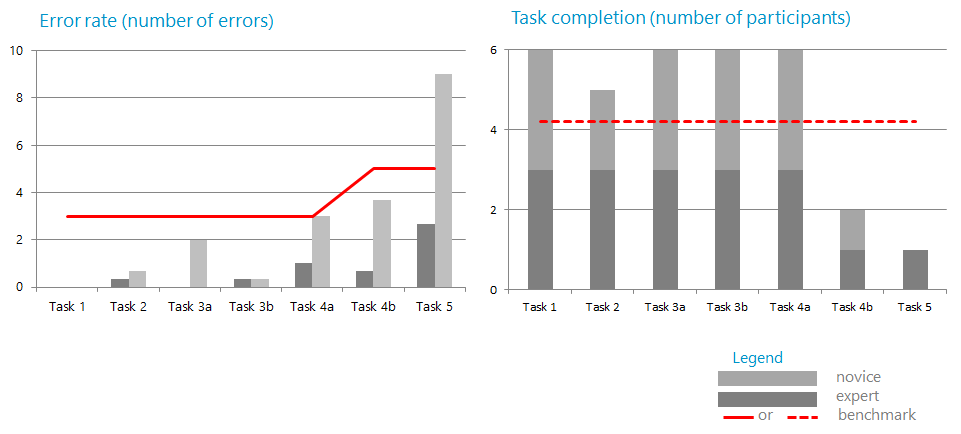 Error rate (number of errors)
10
8
6
4
2
0
Task 1 Task 2 Task 3a Task 3b Task 4a Task 4b Task 5
Task completion (number of participants)
6
4
2
0
Task 1 Task 2 Task 3a Task 3b Task 4a Task 4b Task 5
Legend
novice
expert
or benchmark